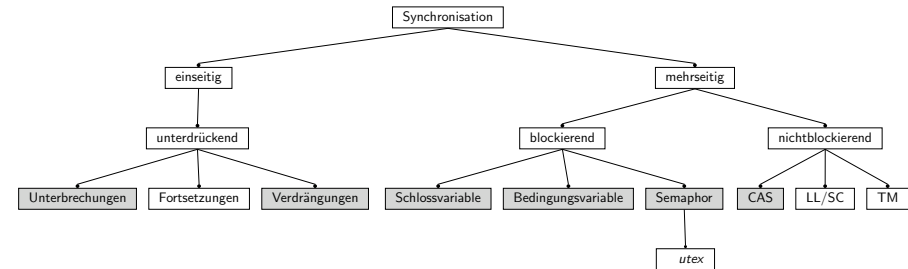 Synchronisation
einseitig mehrseitig
unterdrückend blockierend nichtblockierend
Unterbrechungen Fortsetzungen Verdrängungen Schlossvariable Bedingungsvariable Semaphor CAS LL/SC TM
utex